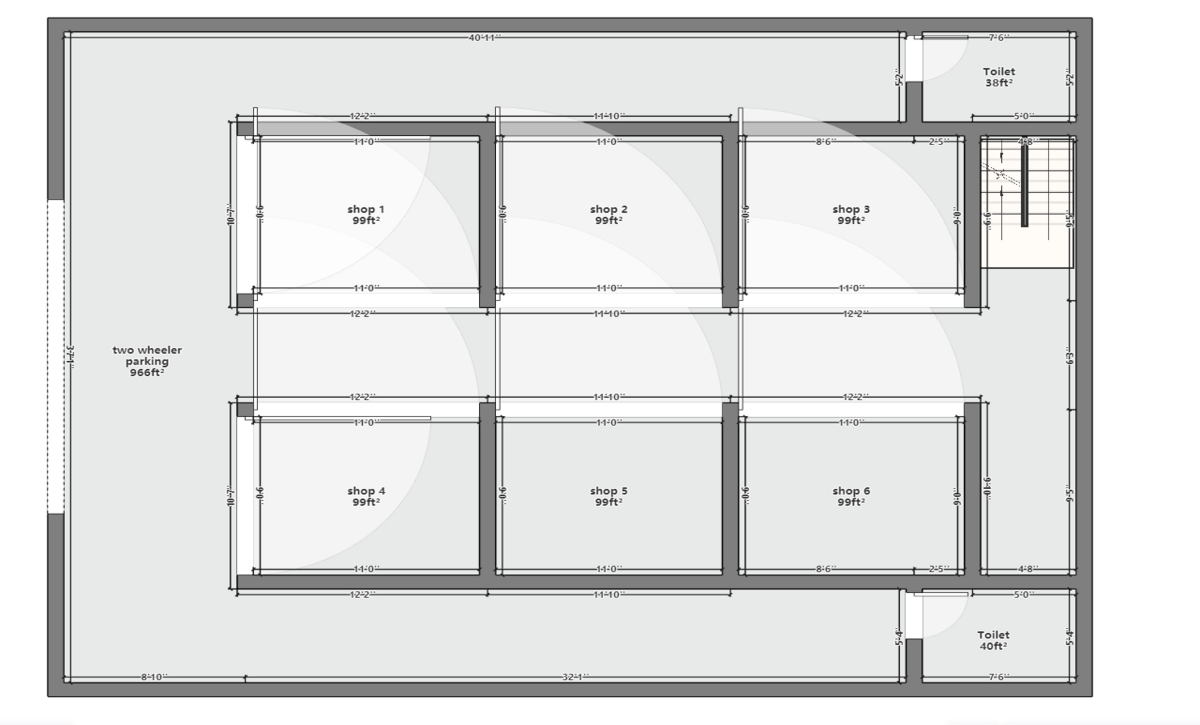 40'11"
7'6"
5'2"
5'2"
Toilet
38ft²
12'2"
11'10"
5'0"
11'0"
11'0"
8'6"
2'5"
4'8"
10'7"
9'0"
shop 1
99ft²
9'0"
shop 2
99ft²
9'0"
shop 3
99ft²
9'0"
9'5"
11'0"
11'0"
11'0"
12'2"
11'10"
12'2"
two wheeler
parking
966ft²
6'3"
12'2"
11'10"
12'2"
11'0"
11'0"
11'0"
10'7"
9'0"
shop 4
99ft²
9'0"
shop 5
99ft²
9'0"
shop 6
99ft²
9'0"
10'6"
9'5"
11'0"
11'0"
8'6"
2'5"
4'8"
12'2"
11'10"
5'0"
5'4"
Toilet
40ft²
5'4"
8'10"
32'1"
7'6"